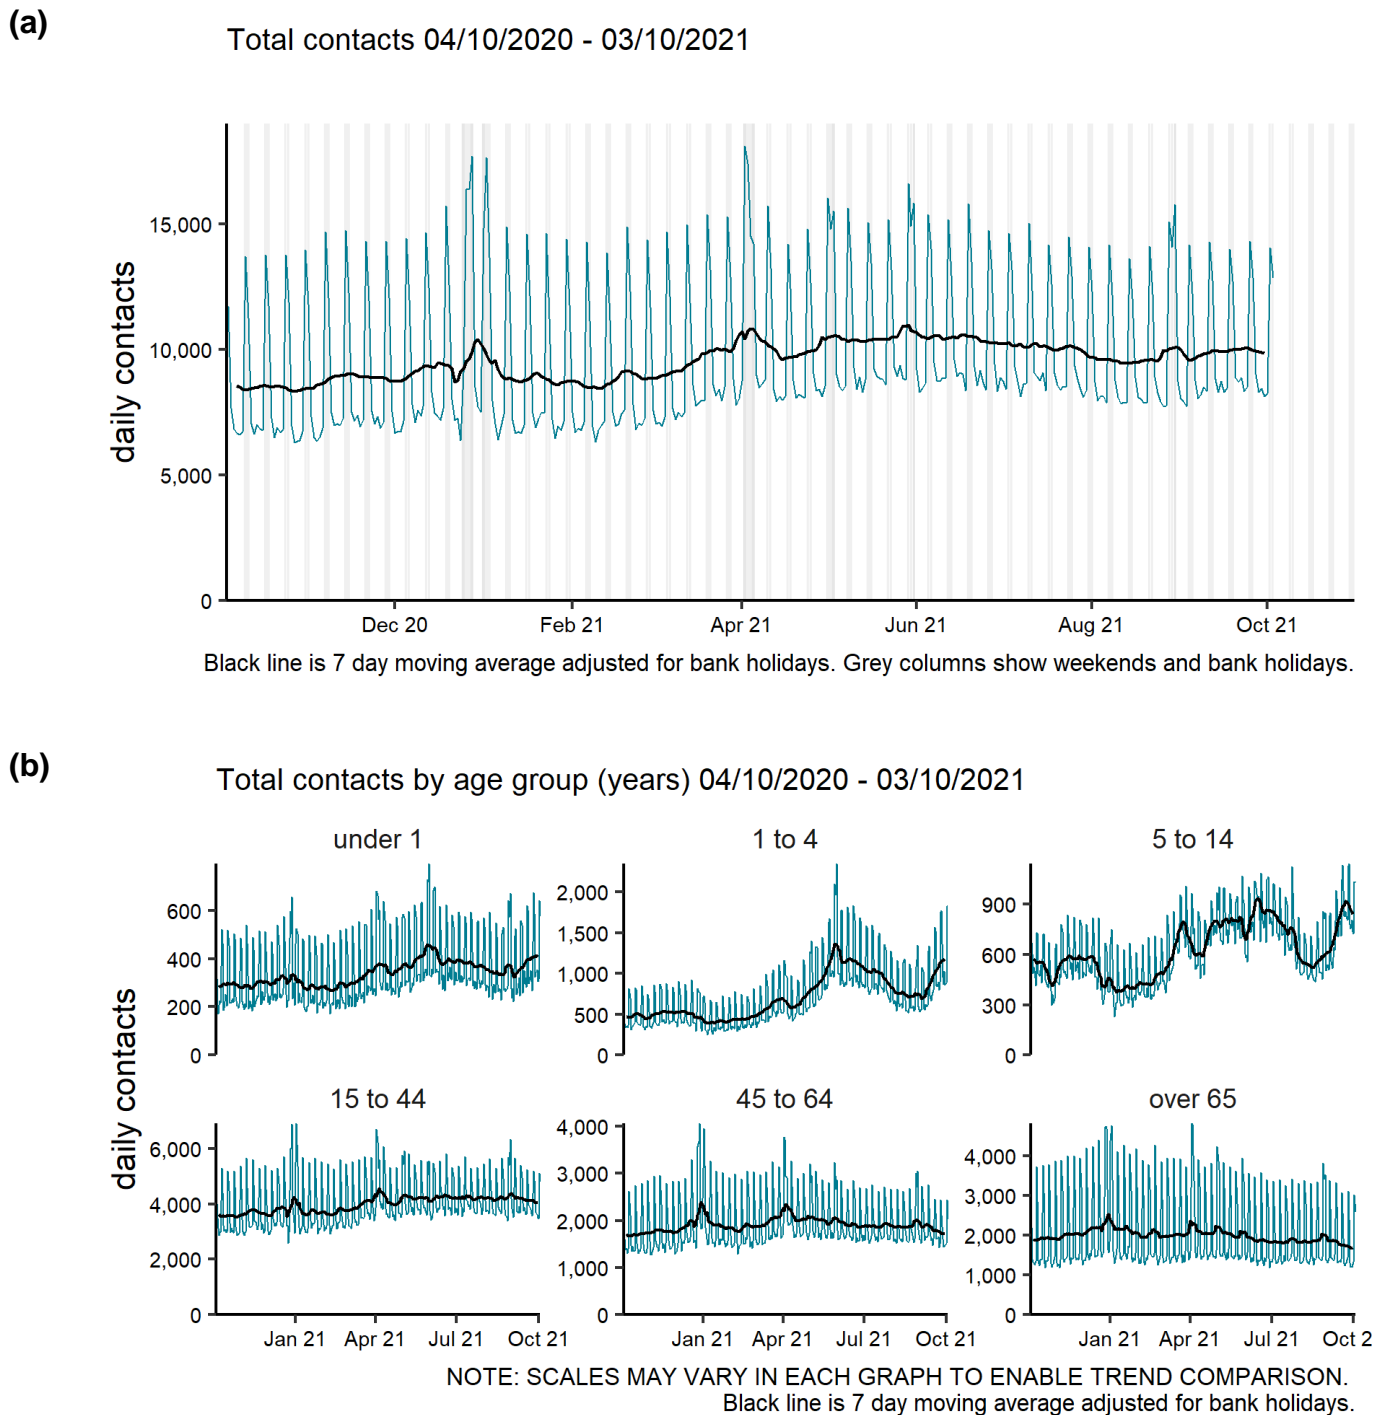 (a)
Total contacts 04/10/2020 - 03/10/2021
daily contacts
15,000
10,000
5,000
0
Dec 20 Feb 21 Apr 21 Jun 21 Aug 21 Oct 21
Black line is 7 day moving average adjusted for bank holidays. Grey columns show weekends and bank holidays.
(b)
Total contacts by age group (years) 04/10/2020 - 03/10/2021
daily contacts
under 1
600
400
200
0
1 to 4
2,000
1,500
1,000
500
0
5 to 14
900
600
300
0
15 to 44
6,000
4,000
2,000
0
Jan 21 Apr 21 Jul 21 Oct 21
45 to 64
4,000
3,000
2,000
1,000
0
Jan 21 Apr 21 Jul 21 Oct 21
over 65
4,000
3,000
2,000
1,000
0
Jan 21 Apr 21 Jul 21 Oct 2
NOTE: SCALES MAY VARY IN EACH GRAPH TO ENABLE TREND COMPARISON.
Black line is 7 day moving average adjusted for bank holidays.